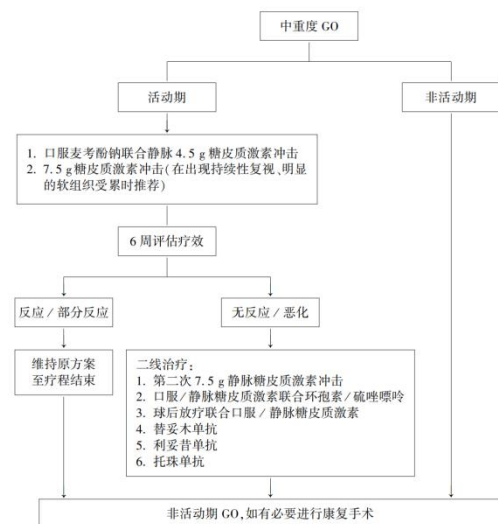 中重度 GO
活动期
非活动期
1. 口服麦考酚钠联合静脉 4.5 g 糖皮质激素冲击
2. 7.5 g 糖皮质激素冲击(在出现持续性复视、明显
的软组织受累时推荐)
6 周评估疗效
反应/部分反应
无反应/恶化
维持原方案
至疗程结束
二线治疗:
1. 第二次 7.5 g 静脉糖皮质激素冲击
2. 口服/静脉糖皮质激素联合环孢素/硫唑嘌呤
3. 球后放疗联合口服/静脉糖皮质激素
4. 替妥木单抗
5. 利妥昔单抗
6. 托珠单抗
非活动期 GO,如有必要进行康复手术